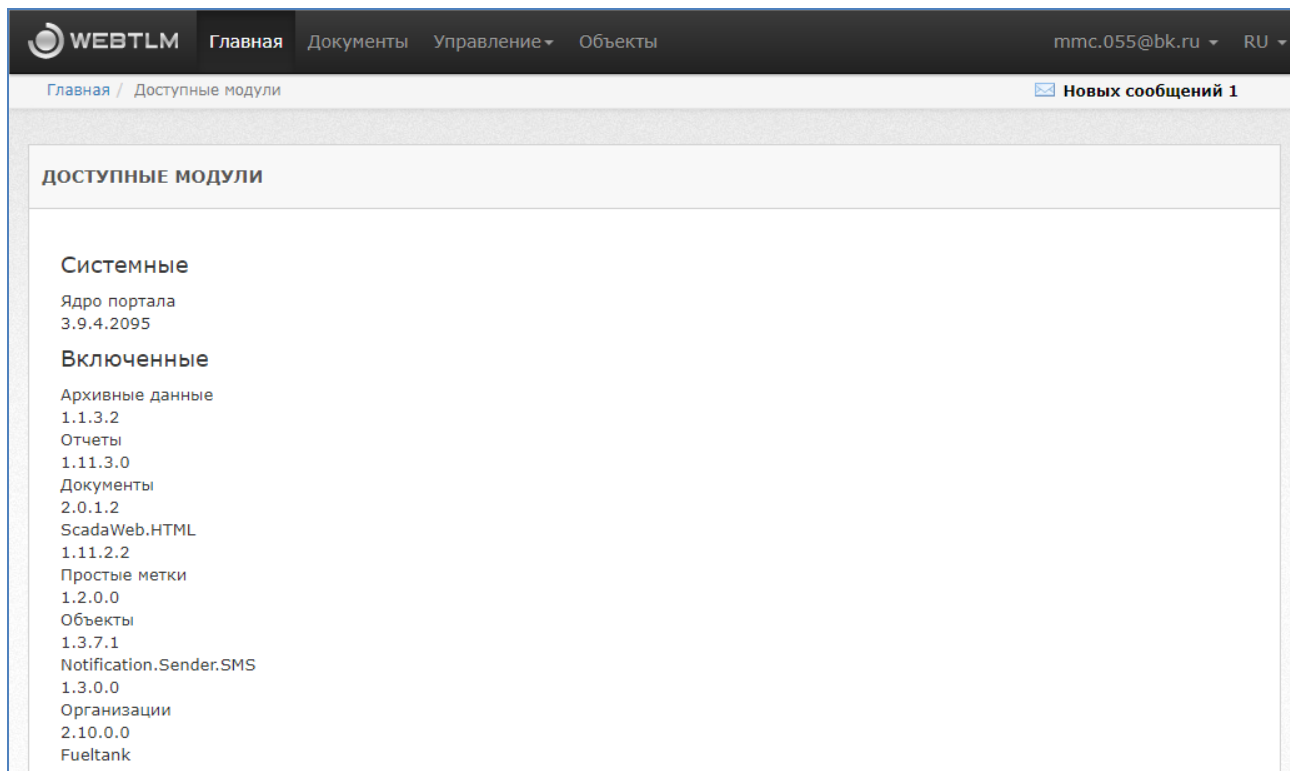 WEBTLM Главная Документы Управление Объекты mmc.055@bk.ru RU
Главная / Доступные модули Новых сообщений 1
ДОСТУПНЫЕ МОДУЛИ
Системные
Ядро портала
3.9.4.2095
Включенные
Архивные данные
1.1.3.2
Отчеты
1.11.3.0
Документы
2.0.1.2
ScadaWeb.HTML
1.11.2.2
Простые метки
1.2.0.0
Объекты
1.3.7.1
Notification.Sender.SMS
1.3.0.0
Организации
2.10.0.0
Fueltank